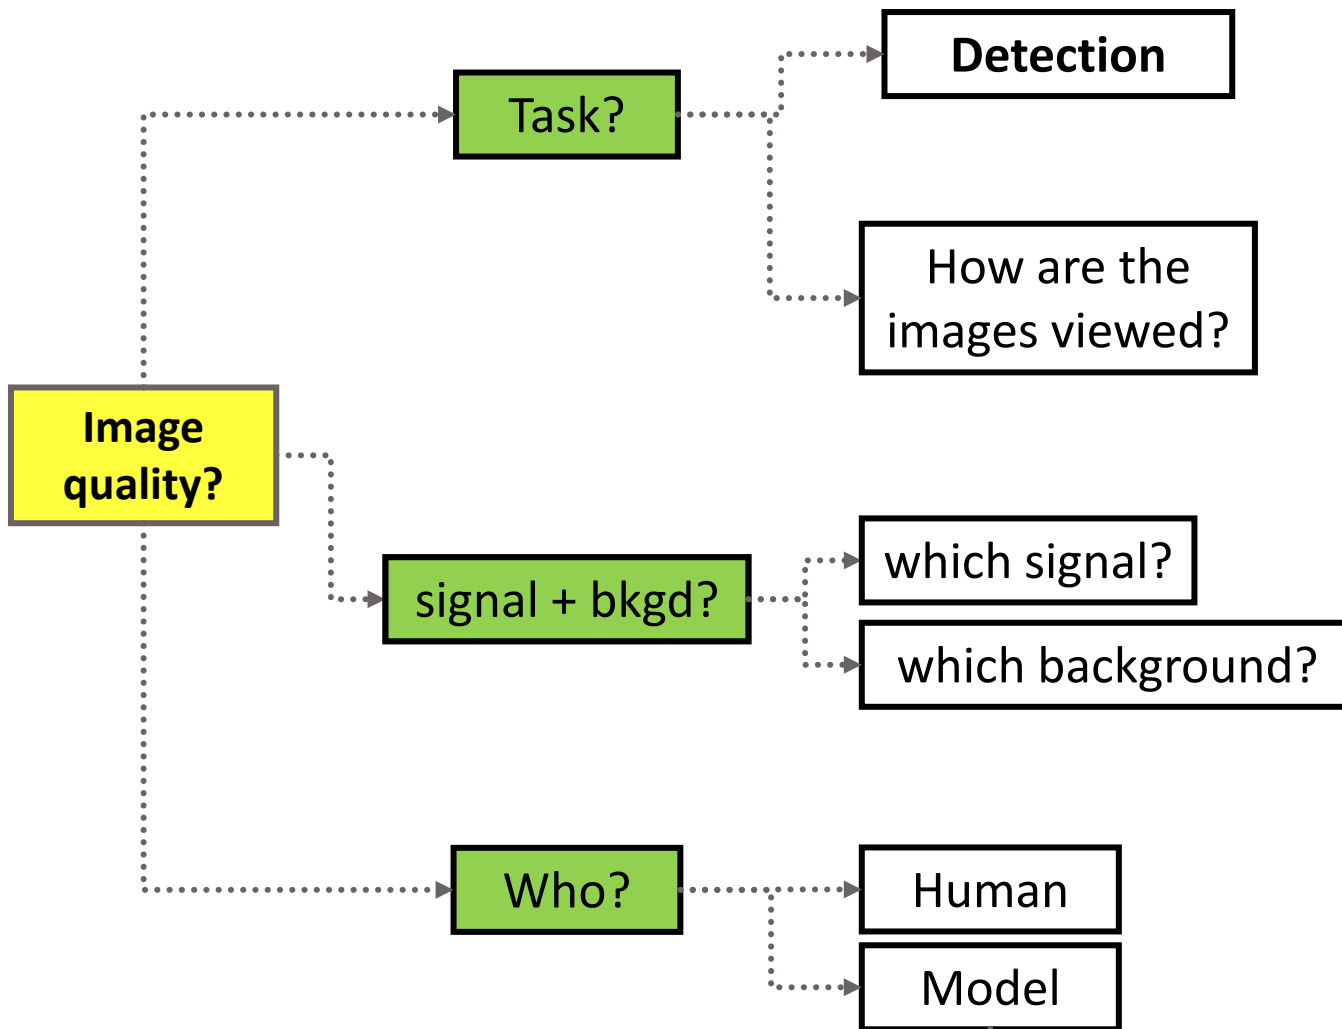 Detection
Task?
How are the
images viewed?
Image
quality?
which signal?
signal + bkgd?
which background?
Who?
Human
Model